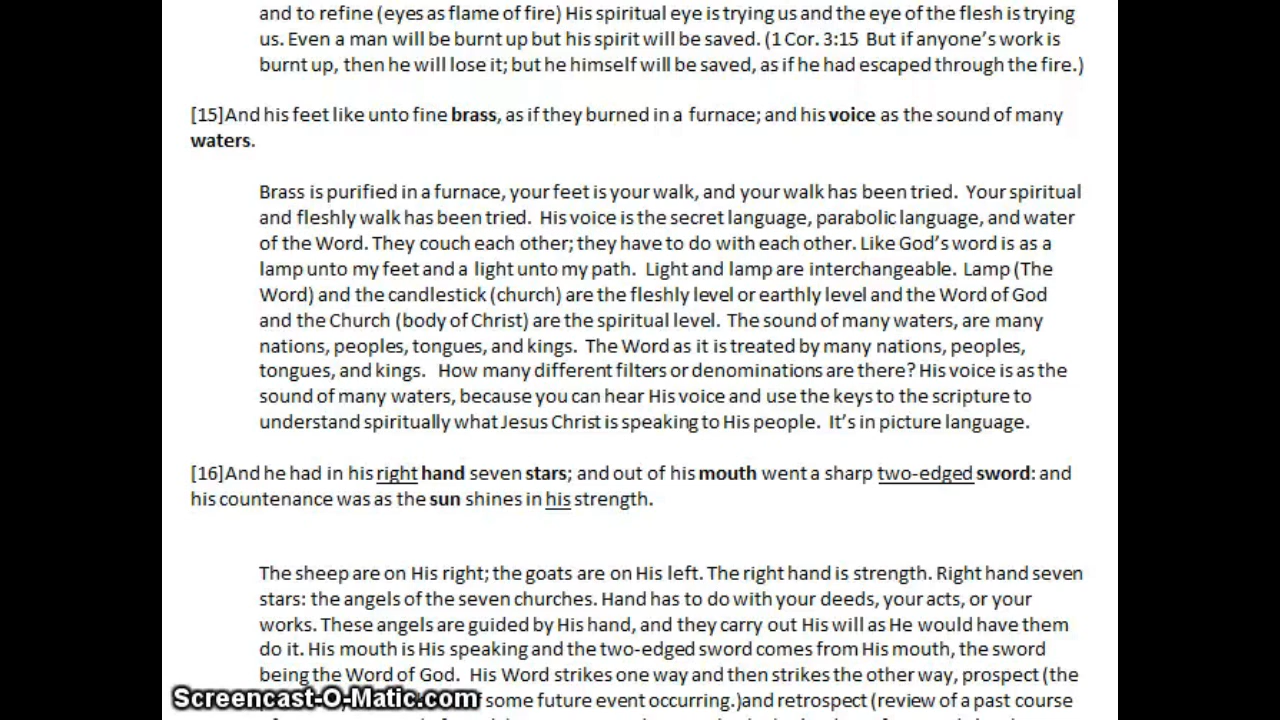 and to refine (eyes as flame of fire) His spiritual eye is trying us and the eye of the flesh is trying
us. Even a man will be burnt up but his spirit will be saved. (1 Cor. 3:15 But if anyone's work is
burnt up, then he will lose it; but he himself will be saved, as if he had escaped through the fire.)
[15]And his feet like unto fine brass, as if they burned in a furnace; and his voice as the sound of many
waters.
Brass is purified in a furnace, your feet is your walk, and your walk has been tried. Your spiritual
and fleshly walk has been tried. His voice is the secret language, parabolic language, and water
of the Word. They couch each other; they have to do with each other. Like God's word is as a
lamp unto my feet and a light unto my path. Light and lamp are interchangeable. Lamp (The
Word) and the candlestick (church) are the fleshly level or earthly level and the Word of God
and the Church (body of Christ) are the spiritual level. The sound of many waters, are many
nations, peoples, tongues, and kings. The Word as it is treated by many nations, peoples,
tongues, and kings. How many different filters or denominations are there? His voice is as the
sound of many waters, because you can hear His voice and use the keys to the scripture to
understand spiritually what Jesus Christ is speaking to His people. It's in picture language.
[16]And he had in his right hand seven stars; and out of his mouth went a sharp two-edged sword: and
his countenance was as the sun shines in his strength.
The sheep are on His right; the goats are on His left. The right hand is strength. Right hand seven
stars: the angels of the seven churches. Hand has to do with your deeds, your acts, or your
works. These angels are guided by His hand, and they carry out His will as He would have them
do it. His mouth is His speaking and the two-edged sword comes from His mouth, the sword
being the Word of God. His Word strikes one way and then strikes the other way, prospect (the
Screencast-O-Matic.com some future event occurring.)and retrospect (review of a past course